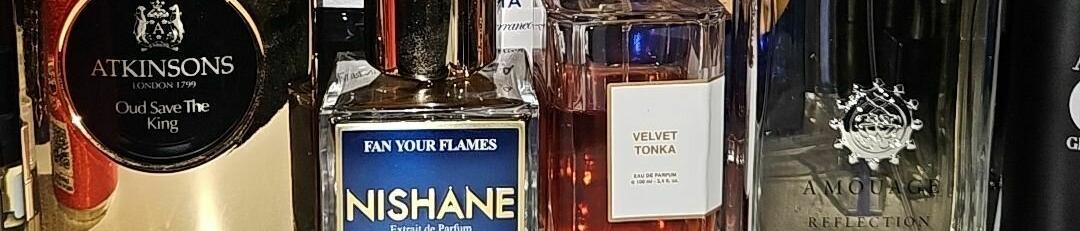 ATKINSONS
LONDON 1799
Oud Save The
King
FAN YOUR FLAMES
NISHANE
Extrait de Parfum
VELVET
TONKA
EAU DE PARFUM
AMOUAGE
REFLECTION